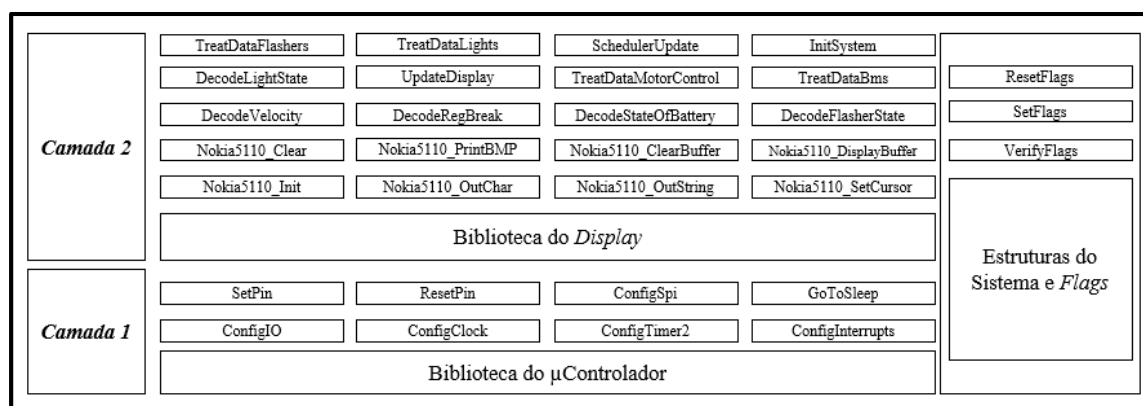 TreatDataFlashers TreatDataLights SchedulerUpdate InitSystem
DecodeLightState UpdateDisplay TreatDataMotorControl TreatDataBms ResetFlags
DecodeVelocity DecodeRegBreak DecodeStateOfBattery DecodeFlasherState SetFlags
Camada 2 Nokia5110_Clear Nokia5110_PrintBMP Nokia5110_ClearBuffer Nokia5110_DisplayBuffer VerifyFlags
Nokia5110_Init Nokia5110_OutChar Nokia5110_OutString Nokia5110_SetCursor
Biblioteca do Display
Estruturas do
Sistema e Flags
SetPin ResetPin ConfigSpi GoToSleep
Camada 1 ConfigIO ConfigClock ConfigTimer2 ConfigInterrupts
Biblioteca do µControlador